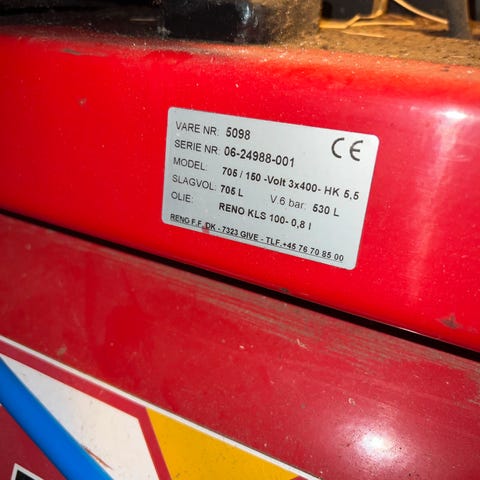 VARE NR: 5098
SERIE NR: 06-24988-001
MODEL: 705 / 150 -Volt 3x400- HK 5,5
SLAGVOL: 705 L V.6 bar: 530 L
OLIE: RENO KLS 100- 0,8 l
RENO F.F. DK - 7323 GIVE - TLF.+45 76 70 85 00
CE